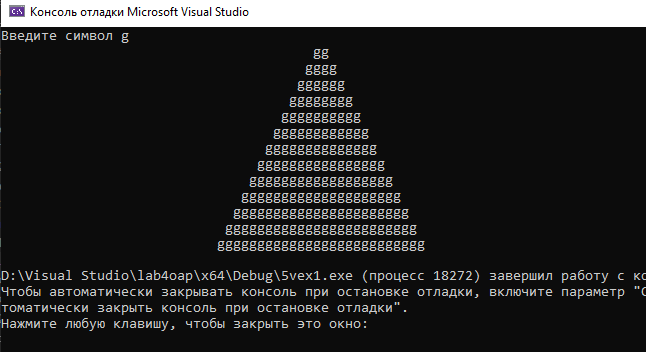 Консоль отладки Microsoft Visual Studio
Введите символ g
gg
gggg
gggggg
gggggggg
gggggggggg
gggggggggggg
gggggggggggggg
gggggggggggggggg
gggggggggggggggggg
gggggggggggggggggggg
gggggggggggggggggggggg
gggggggggggggggggggggggg
gggggggggggggggggggggggggg
D:\Visual Studio\lab4oap\x64\Debug\5vex1.exe (процесс 18272) завершил работу с ко
Чтобы автоматически закрывать консоль при остановке отладки, включите параметр "С
томатически закрыть консоль при остановке отладки".
Нажмите любую клавишу, чтобы закрыть это окно: